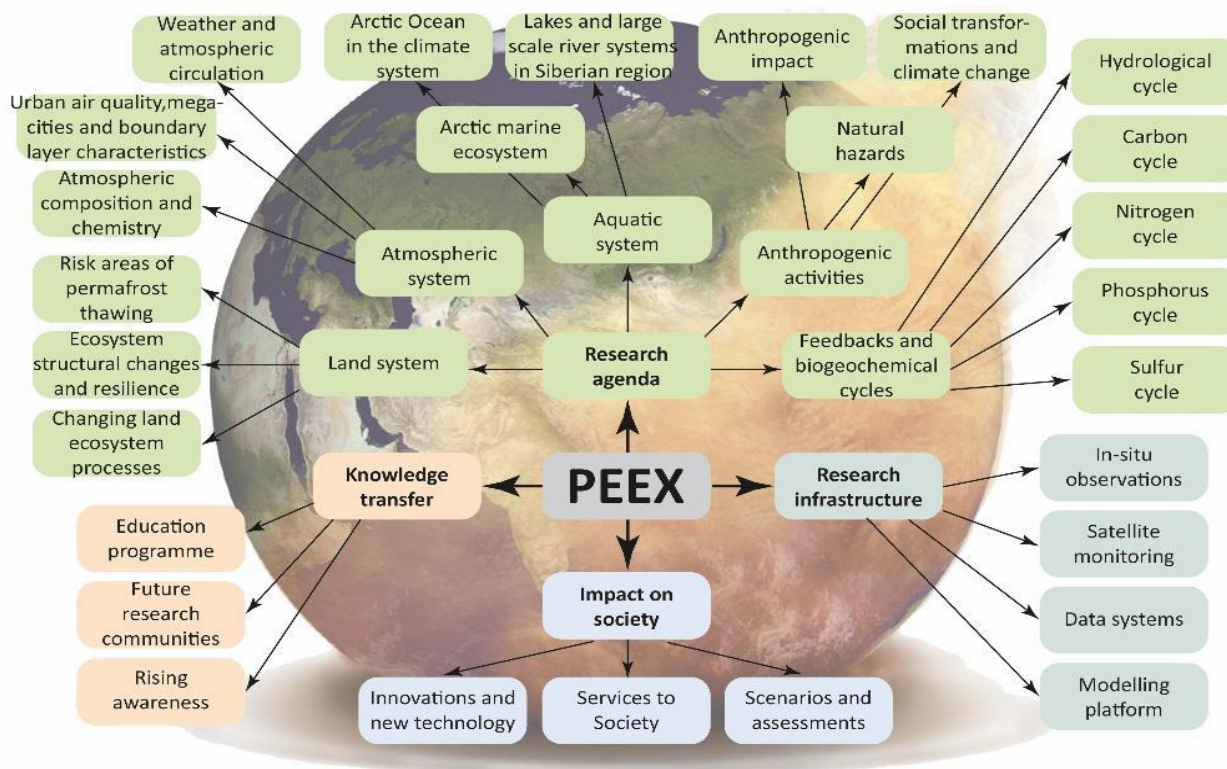 Weather and
atmospheric
circulation
Arctic Ocean
in the climate
system
Lakes and large
scale river systems
in Siberian region
Anthropogenic
impact
Social transfor-
mations and
climate change
Hydrological
cycle
Urban air quality,mega-
cities and boundary
layer characteristics
Arctic marine
ecosystem
Natural
hazards
Carbon
cycle
Atmospheric
composition and
chemistry
Atmospheric
system
Aquatic
system
Anthropogenic
activities
Nitrogen
cycle
Risk areas of
permafrost
thawing
Phosphorus
cycle
Ecosystem
structural changes
and resilience
Land system
Research
agenda
Feedbacks and
biogeochemical
cycles
Sulfur
cycle
Changing land
ecosystem
processes
Knowledge
transfer
PEEX
Research
infrastructure
In-situ
observations
Education
programme
Satellite
monitoring
Future
research
communities
Impact on
society
Data systems
Rising
awareness
Innovations and
new technology
Services to
Society
Scenarios and
assessments
Modelling
platform